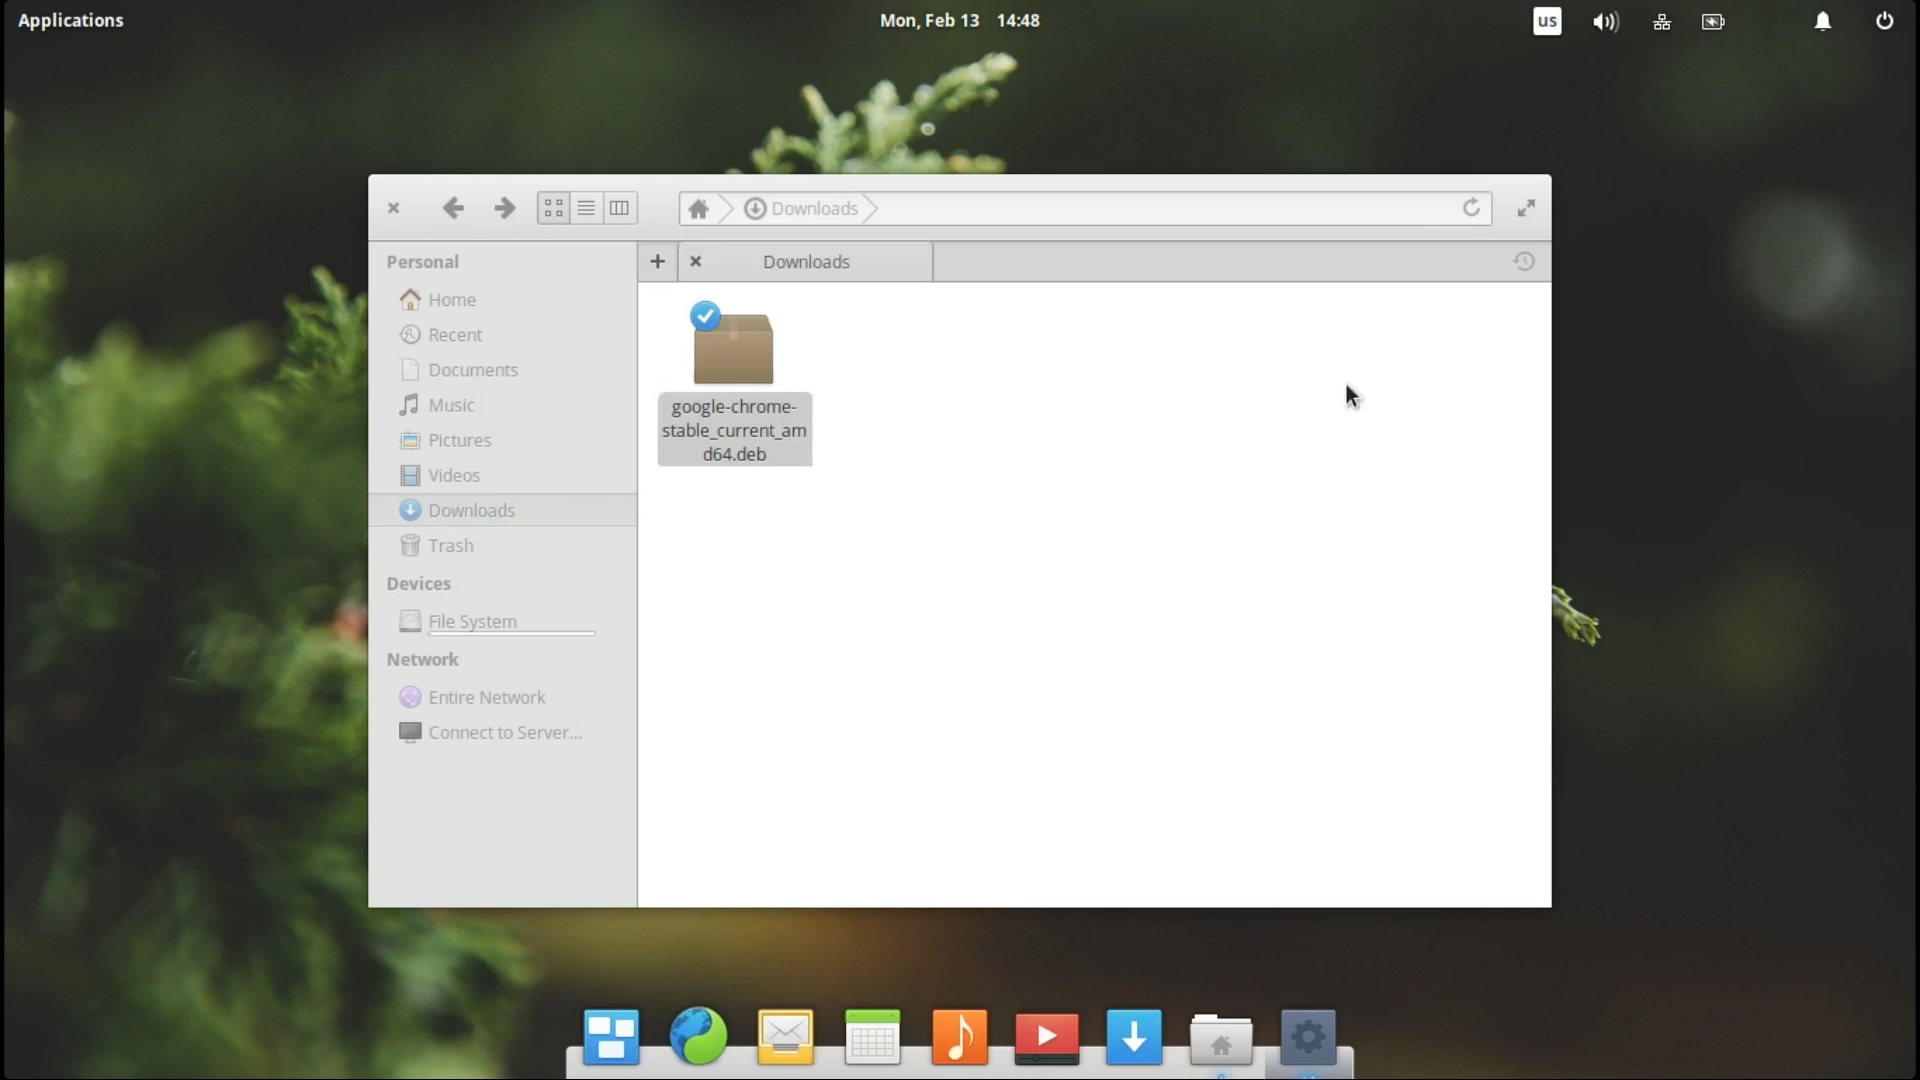 Applications
Mon, Feb 13 14:48
us
Downloads
Personal
Home
Recent
Documents
Music
Pictures
Videos
Downloads
Trash
Devices
File System
Network
Entire Network
Connect to Server...
Downloads
google-chrome-
stable_current_am
d64.deb